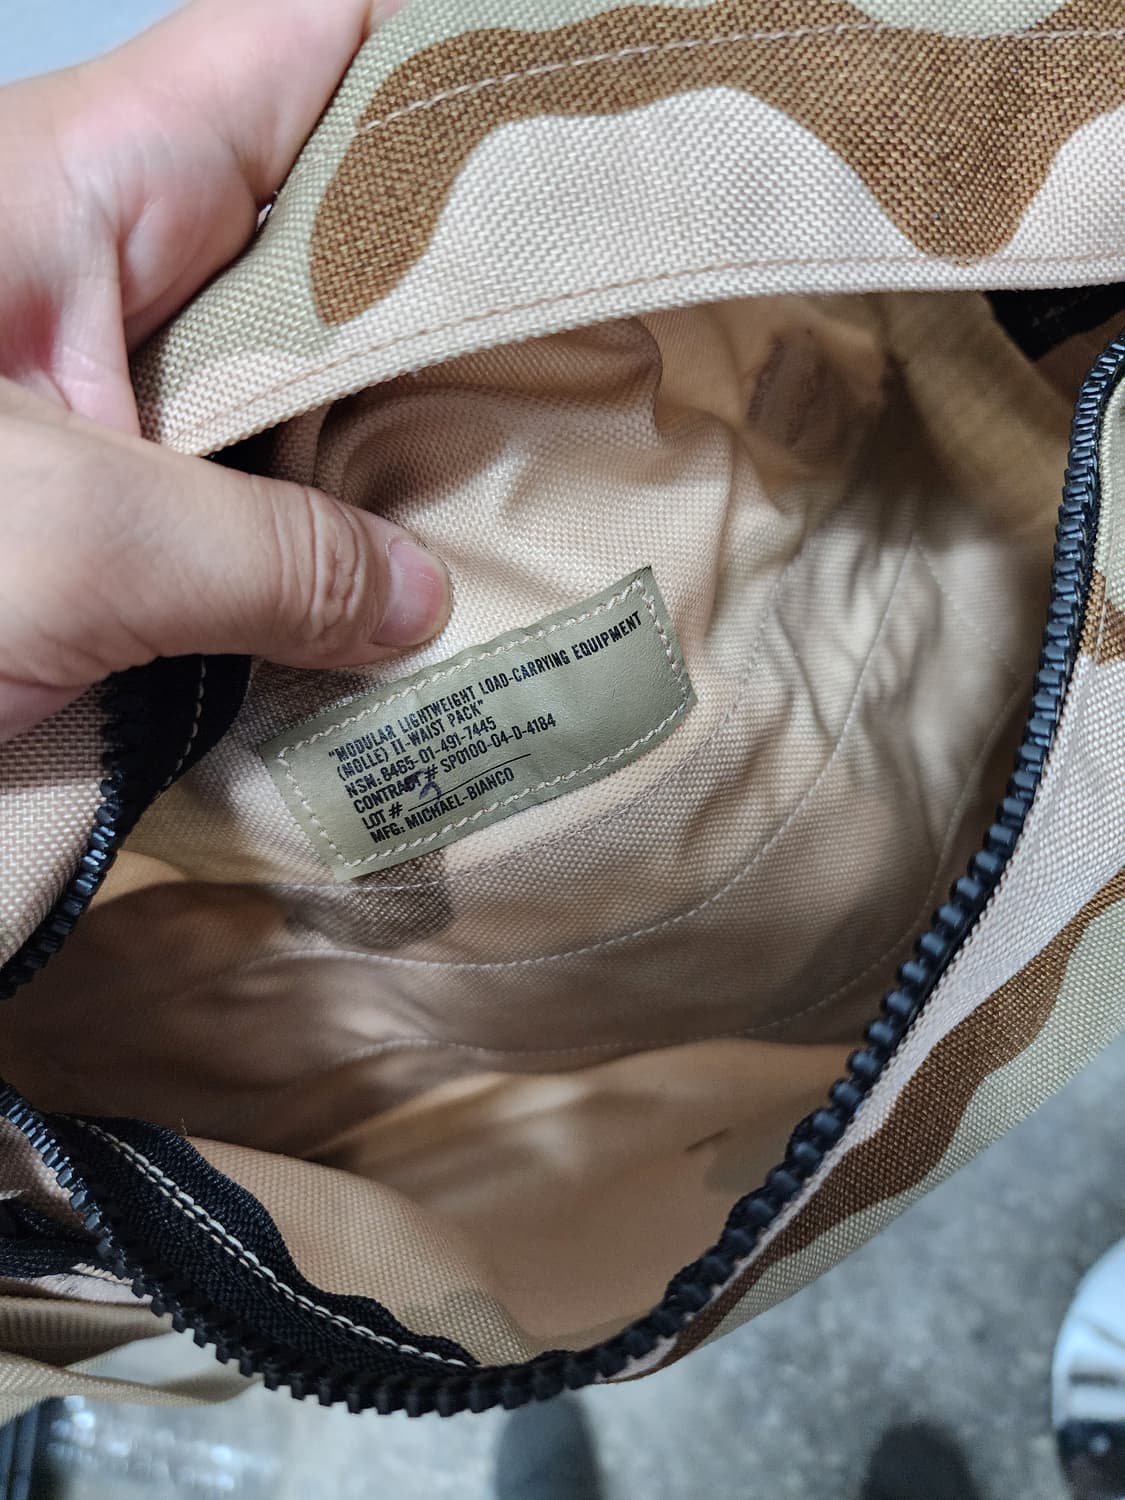 "MODULAR LIGHTWEIGHT LOAD-CARRYING EQUIPMENT
(MOLLE) II-WAIST PACK"
NSN: 8465-01-491-7445
CONTRACT # SP0100-04-D-4184
LOT #
MFG: MICHAEL-BIANCO